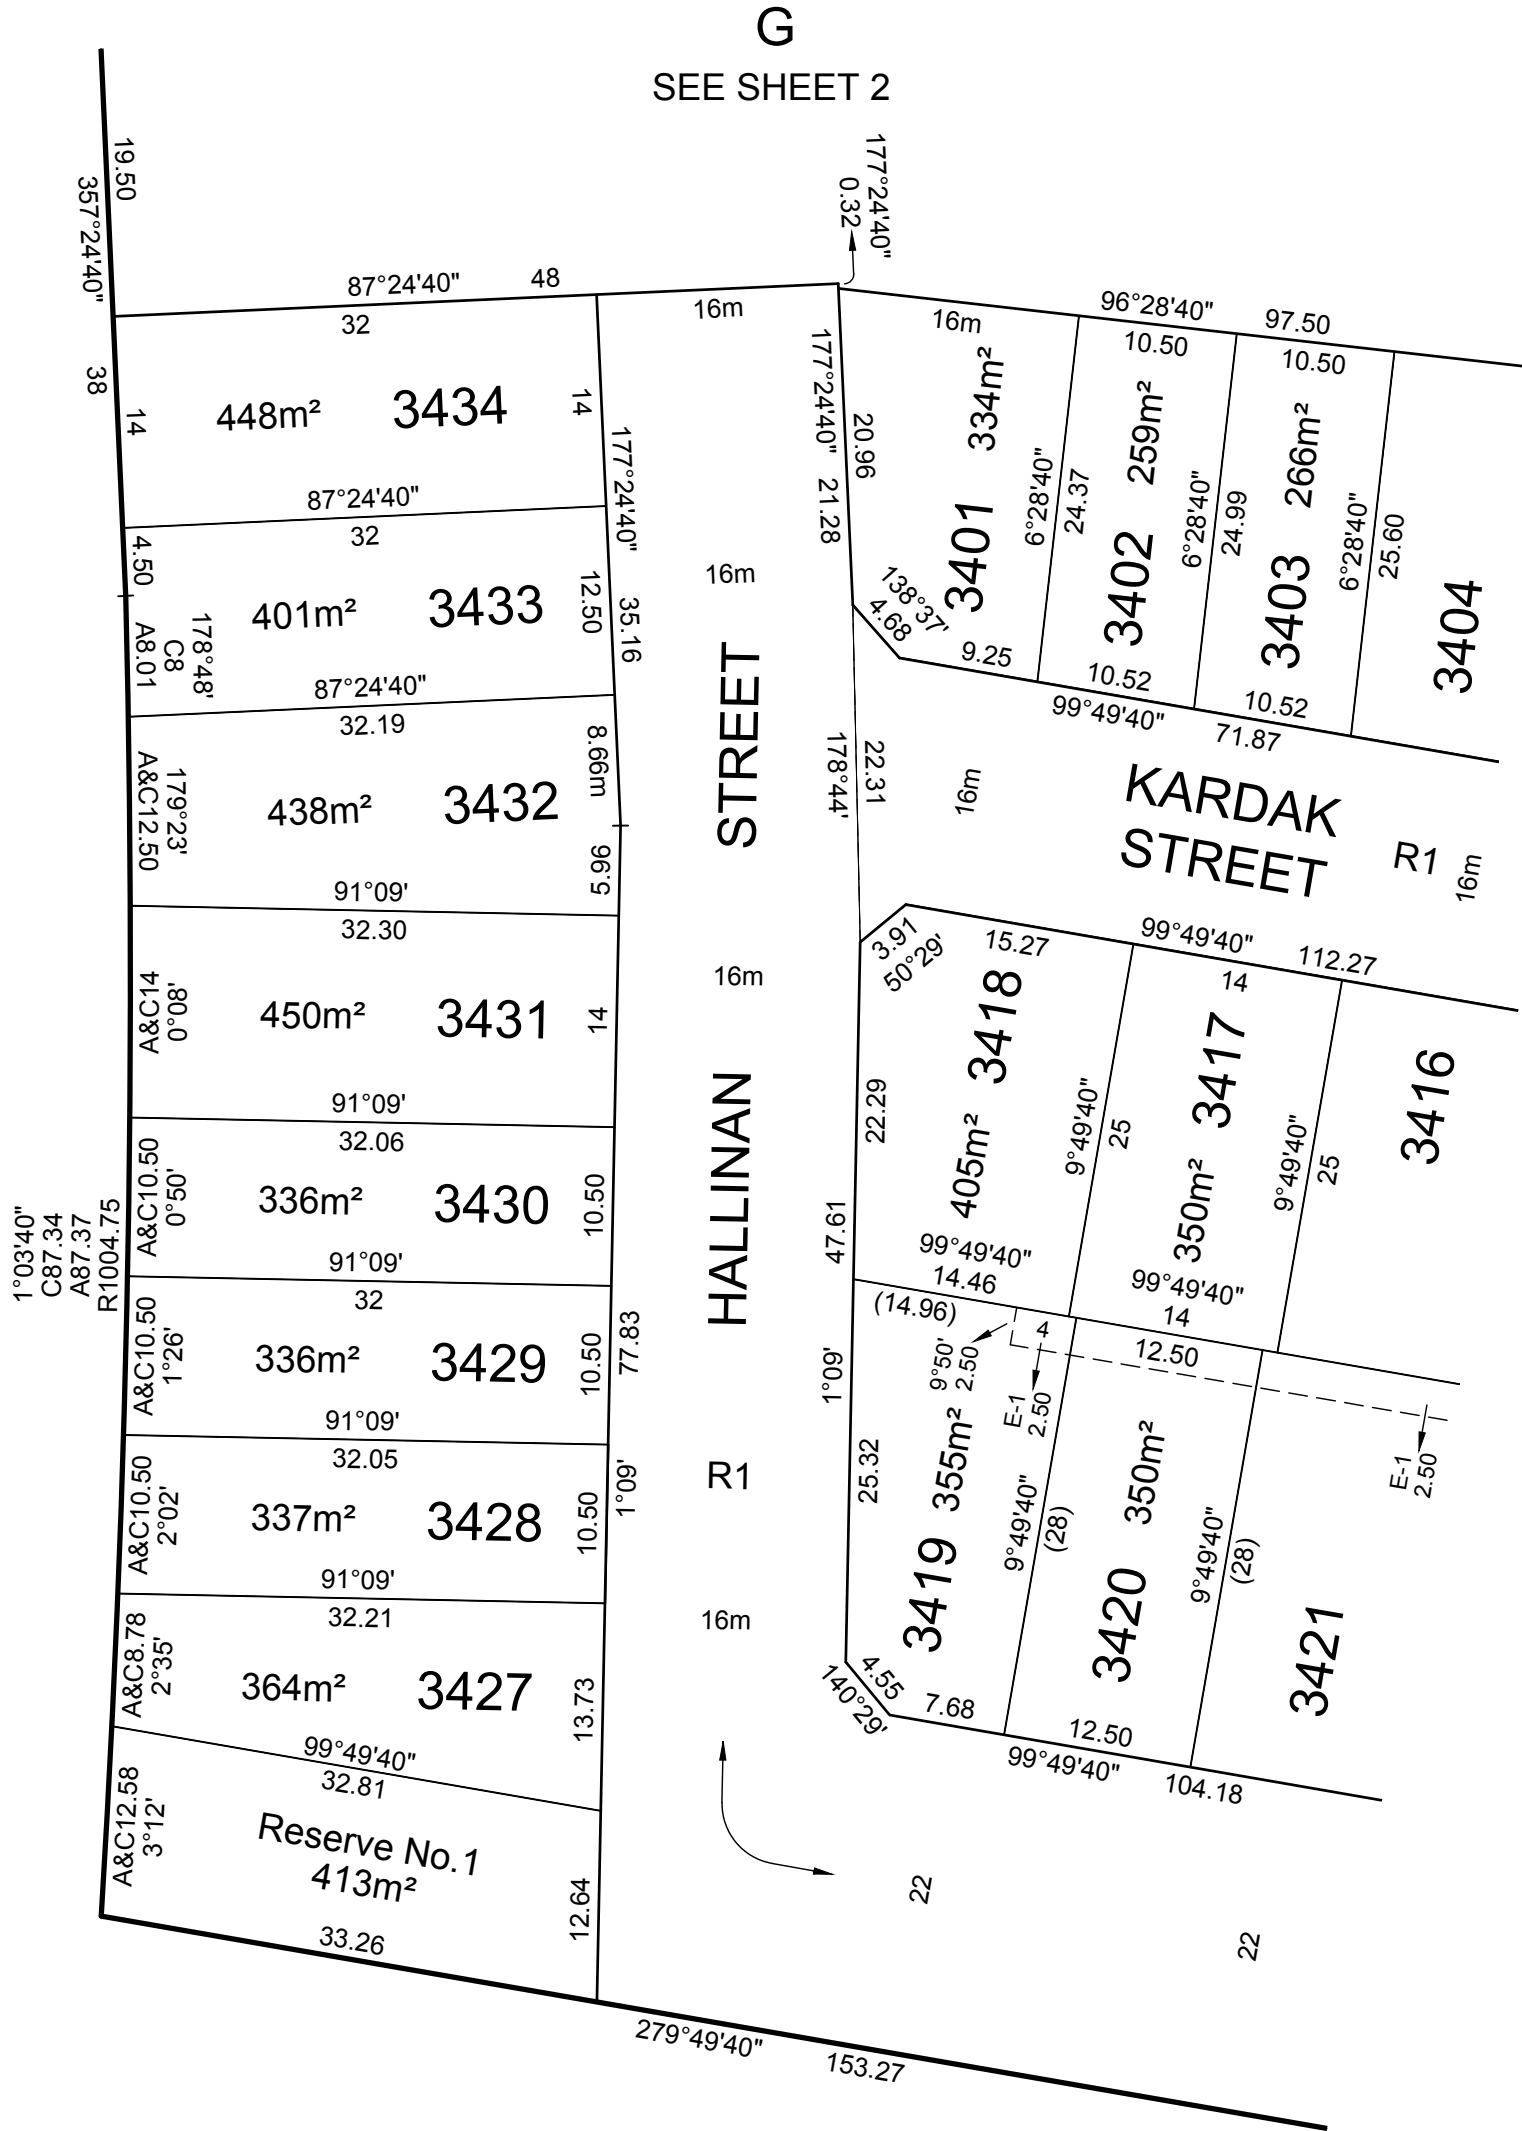 G
SEE SHEET 2
19.50
357°24'40"
177°24'40"
0.32
87°24'40"
48
32
16m
38
14
448m²
3434
14
87°24'40"
32
177°24'40"
35.16
4.50
A8.01
C8
178°48'
401m²
3433
12.50
87°24'40"
32.19
A&C12.50
179°23'
438m²
3432
8.66m
5.96
91°09'
32.30
A&C14
0°08'
450m²
3431
14
91°09'
32.06
A&C10.50
0°50'
336m²
3430
10.50
91°09'
32
1°03'40"
C87.34
A87.37
R1004.75
A&C10.50
1°26'
336m²
3429
10.50
77.83
1°09'
91°09'
32.05
A&C10.50
2°02'
337m²
3428
10.50
91°09'
32.21
A&C8.78
2°35'
364m²
3427
13.73
99°49'40"
32.81
A&C12.58
3°12'
Reserve No.1
413m²
12.64
33.26
279°49'40"
153.27
16m
HALLINAN STREET
16m
R1
16m
177°24'40"
21.28
20.96
96°28'40"
97.50
16m
10.50
10.50
3401
334m²
6°28'40"
24.37
3402
259m²
6°28'40"
24.99
3403
266m²
6°28'40"
25.60
3404
138°37'
4.68
9.25
10.52
10.52
99°49'40"
71.87
178°44'
22.31
16m
KARDAK
STREET
R1
16m
3.91
50°29'
15.27
99°49'40"
112.27
14
3418
405m²
22.29
9°49'40"
25
3417
350m²
9°49'40"
25
3416
47.61
1°09'
99°49'40"
14.46
(14.96)
99°49'40"
14
4
12.50
9°50'
2.50
E-1
2.50
E-1
2.50
25.32
3419
355m²
9°49'40"
(28)
3420
350m²
9°49'40"
(28)
3421
4.55
140°29'
7.68
12.50
99°49'40"
104.18
22
22